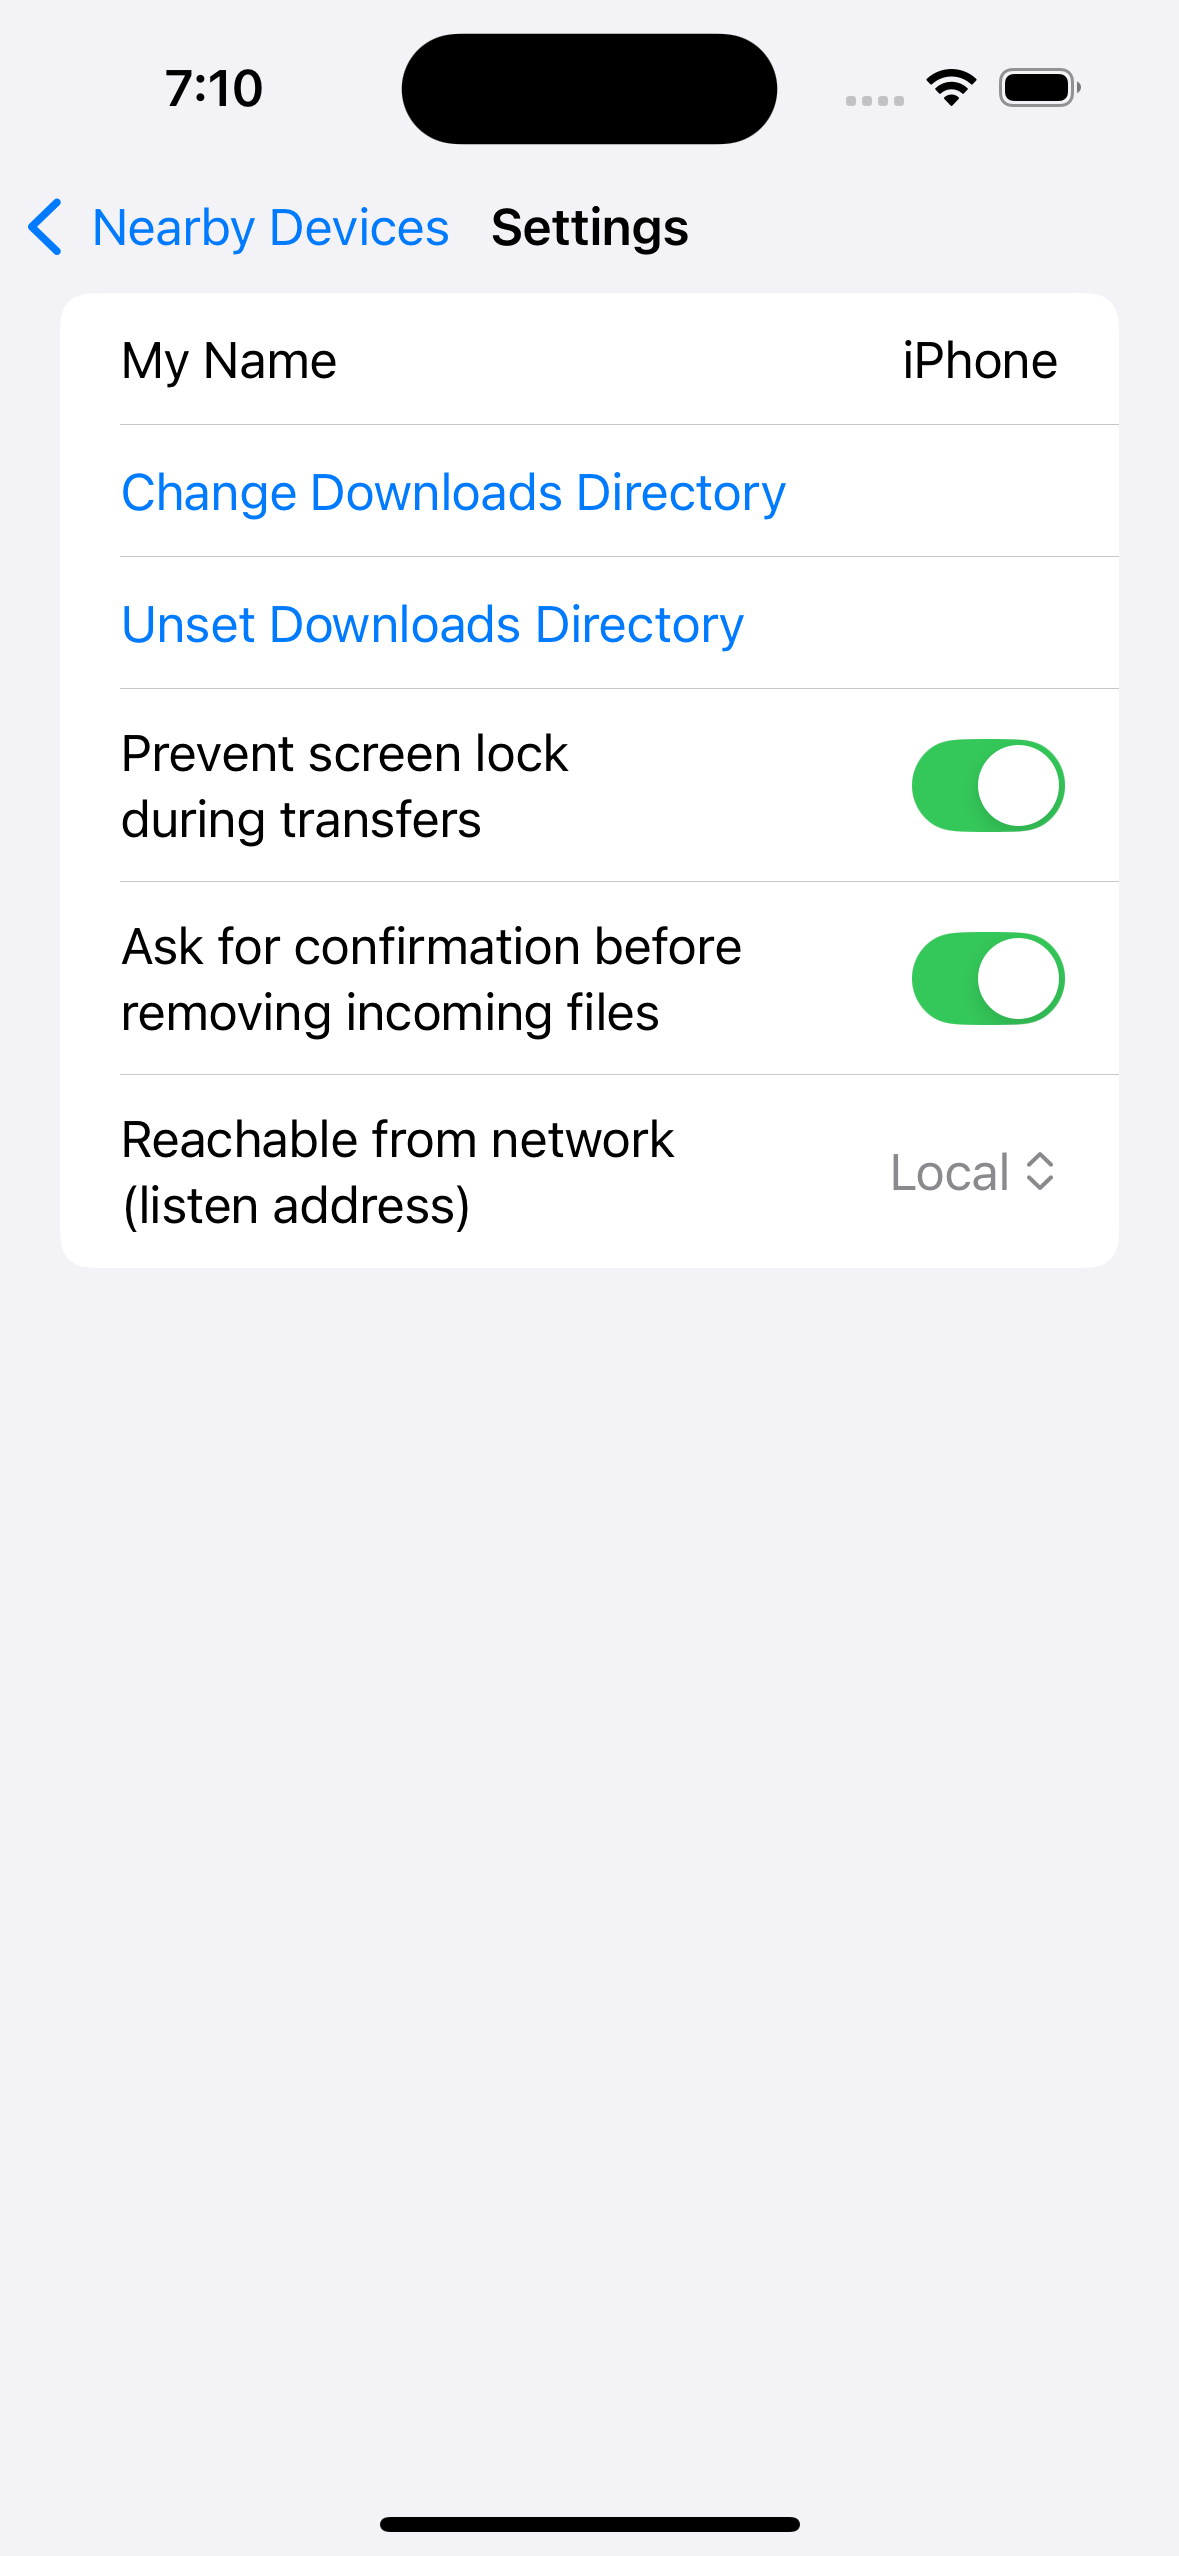 7:10
Nearby Devices Settings
My Name iPhone
Change Downloads Directory
Unset Downloads Directory
Prevent screen lock
during transfers
Ask for confirmation before
removing incoming files
Reachable from network
(listen address)
Local